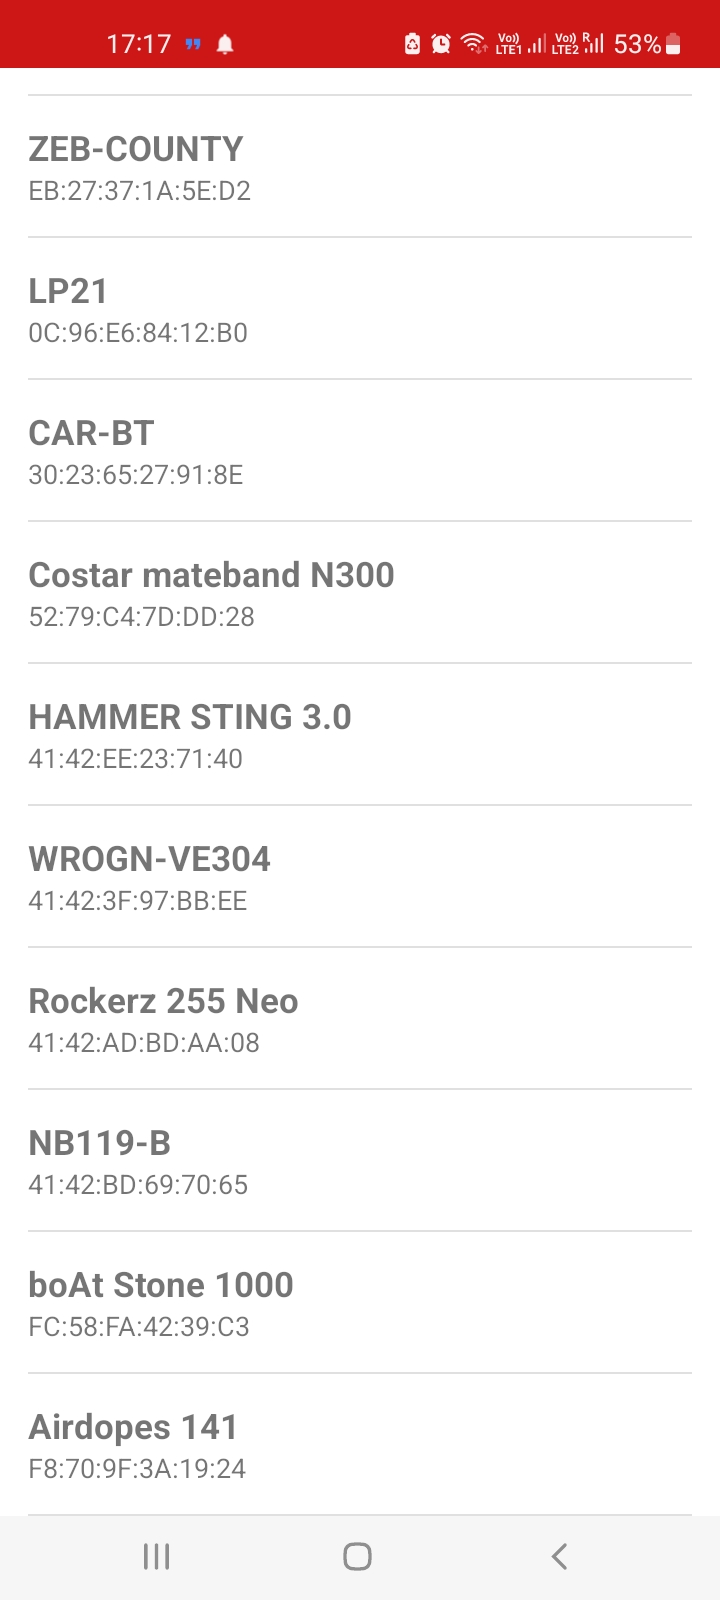 17:17
Vo)) LTE1 Vo)) R LTE2 53%
ZEB-COUNTY
EB:27:37:1A:5E:D2
LP21
0C:96:E6:84:12:B0
CAR-BT
30:23:65:27:91:8E
Costar mateband N300
52:79:C4:7D:DD:28
HAMMER STING 3.0
41:42:EE:23:71:40
WROGN-VE304
41:42:3F:97:BB:EE
Rockerz 255 Neo
41:42:AD:BD:AA:08
NB119-B
41:42:BD:69:70:65
boAt Stone 1000
FC:58:FA:42:39:C3
Airdopes 141
F8:70:9F:3A:19:24